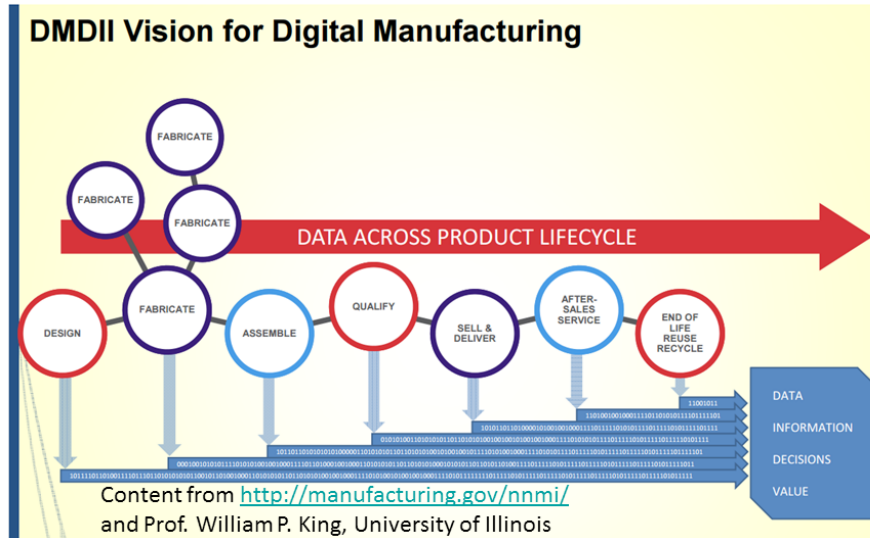 DMDII Vision for Digital Manufacturing
FABRICATE
FABRICATE
FABRICATE
DATA ACROSS PRODUCT LIFECYCLE
DESIGN
FABRICATE
ASSEMBLE
QUALIFY
SELL &
DELIVER
AFTER-
SALES
SERVICE
END OF
LIFE
REUSE
RECYCLE
11001011
DATA
INFORMATION
DECISIONS
VALUE
Content from http://manufacturing.gov/nnmi/
and Prof. William P. King, University of Illinois